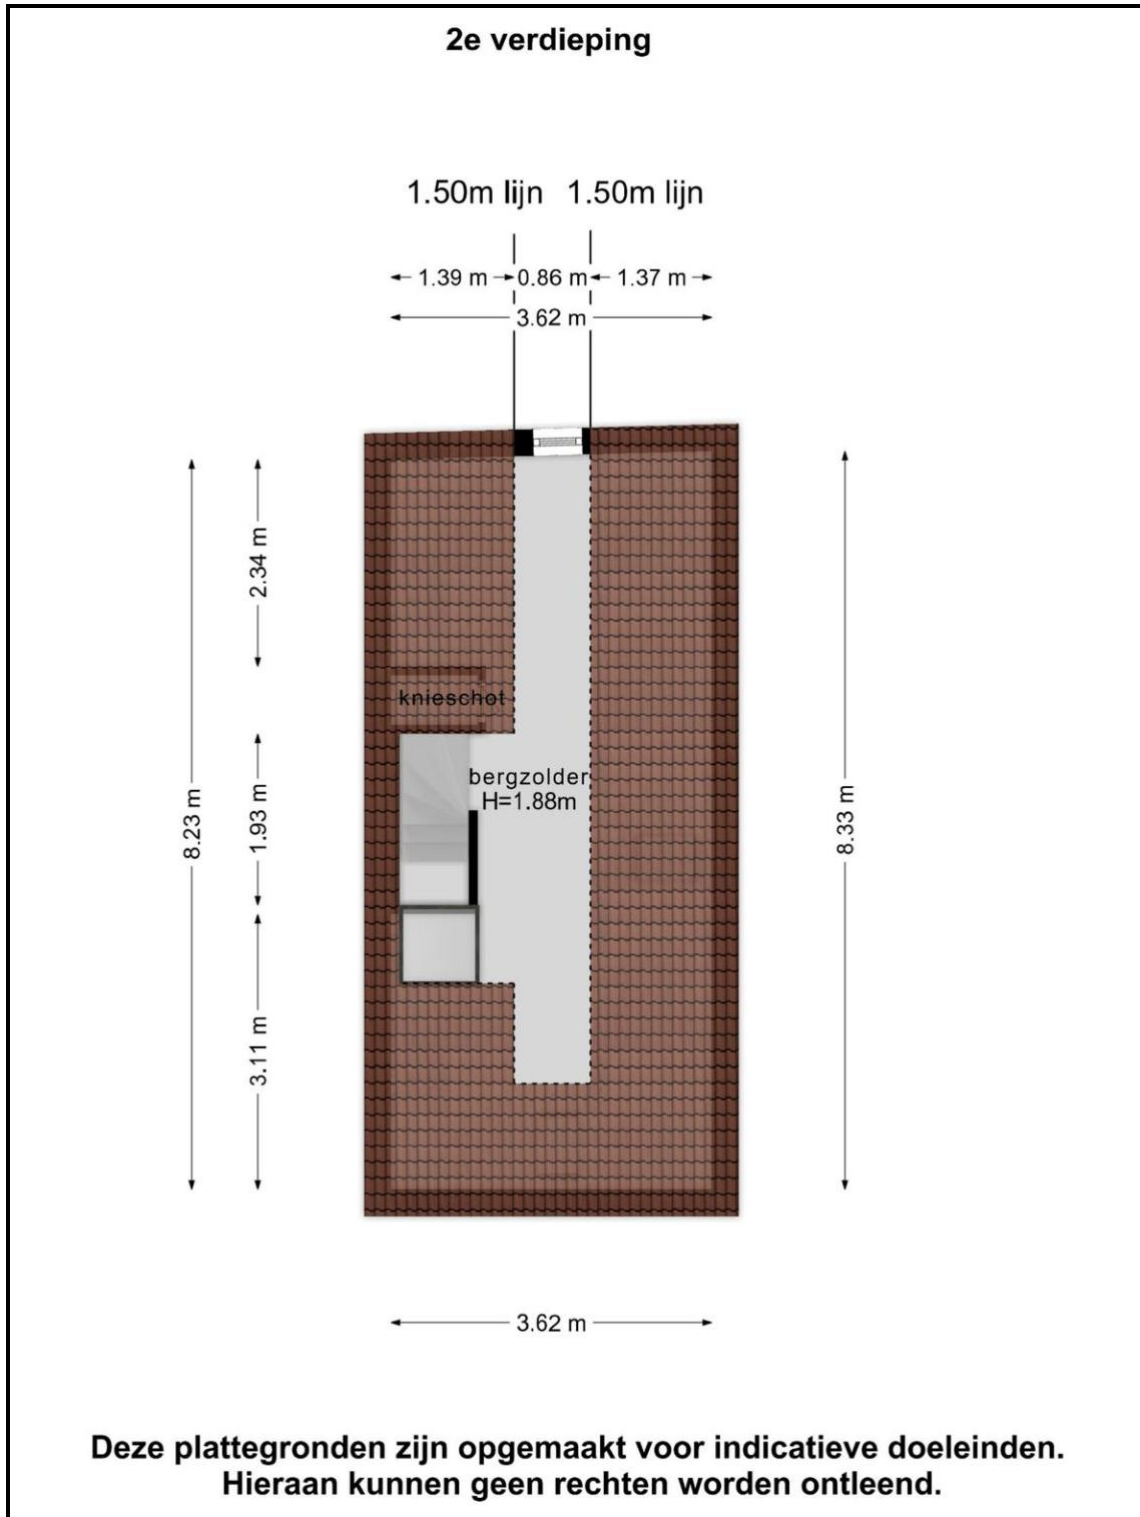 2e verdieping
1.50m lijn 1.50m lijn
1.39 m 0.86 m 1.37 m
3.62 m
2.34 m
knieschot
bergzolder
H=1.88m
8.23 m
1.93 m
8.33 m
3.11 m
3.62 m
Deze plattegronden zijn opgemaakt voor indicatieve doeleinden.
Hieraan kunnen geen rechten worden ontleend.